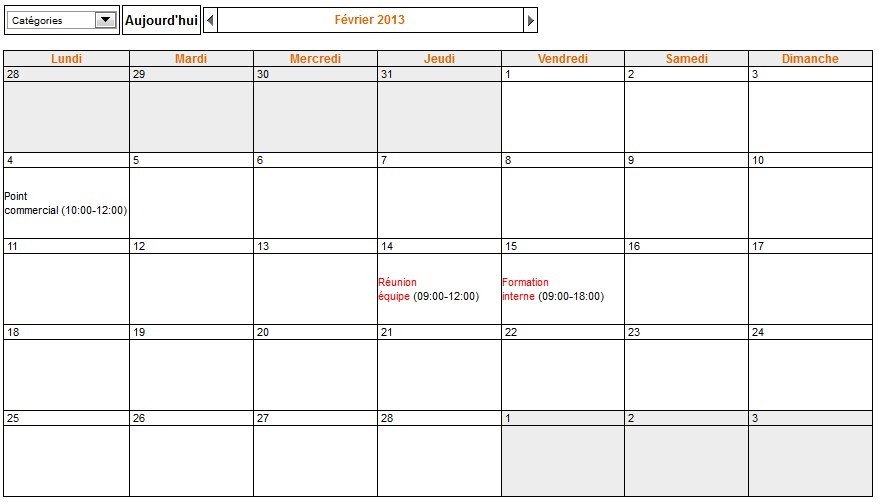 Catégories Aujourd'hui Février 2013
Lundi Mardi Mercredi Jeudi Vendredi Samedi Dimanche
28 29 30 31 1 2 3
4 5 6 7 8 9 10
Point
commercial (10:00-12:00)
11 12 13 14 15 16 17
Réunion Formation
équipe (09:00-12:00) interne (09:00-18:00)
18 19 20 21 22 23 24
25 26 27 28 1 2 3